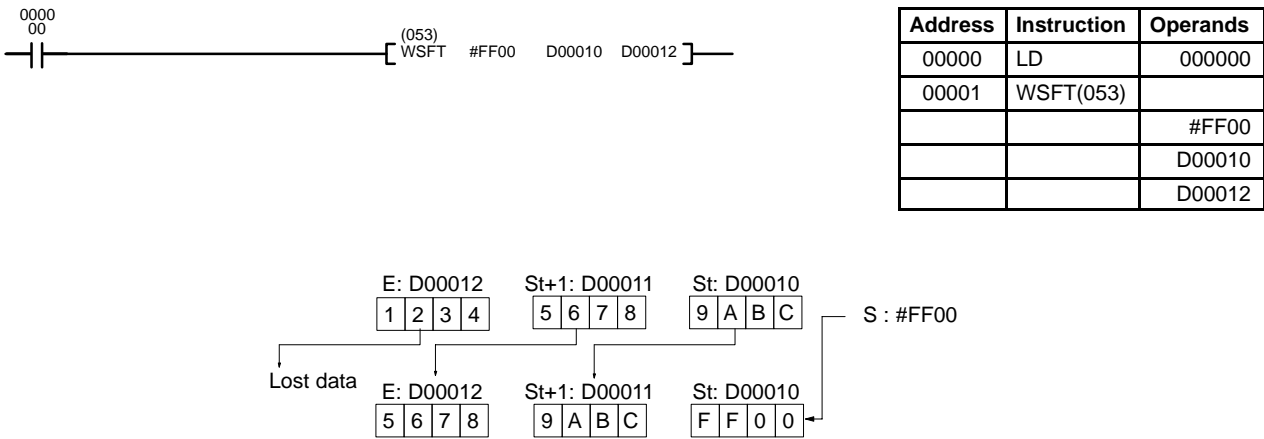 0000
00
(053)
WSFT #FF00 D00010 D00012
Address Instruction Operands
00000 LD 000000
00001 WSFT(053)
#FF00
D00010
D00012
E: D00012 St+1: D00011 St: D00010
1 2 3 4 5 6 7 8 9 A B C S : #FF00
Lost data
E: D00012 St+1: D00011 St: D00010
5 6 7 8 9 A B C F F 0 0